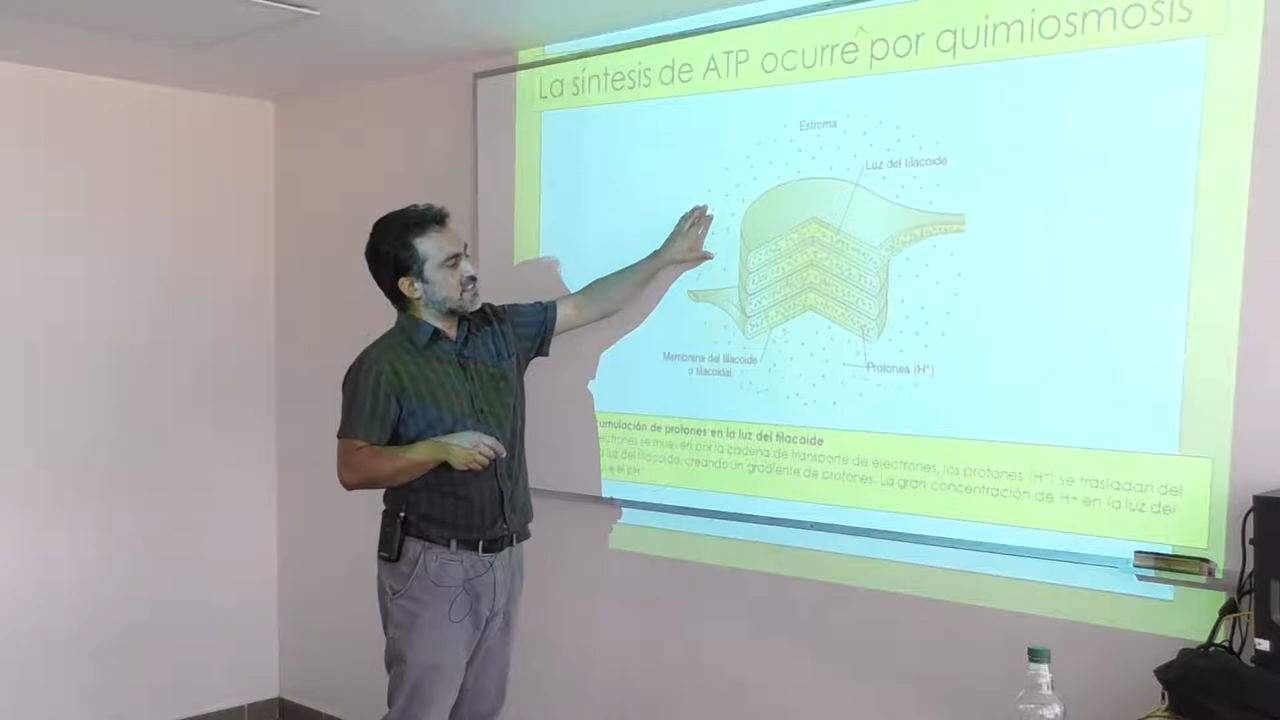 La síntesis de ATP ocurre por quimiosmosis
Estroma
Luz del tilacoide
Membrana del tilacoide
o tilacoidal
Protones (H⁺)
umulación de protones en la luz del tilacoide
se mueven por la cadena de transporte de electrones, los protones (H⁺) se trasladan del
luz del tilacoide, creando un gradiente de protones. La gran concentración de H⁺ en la luz del
el pH